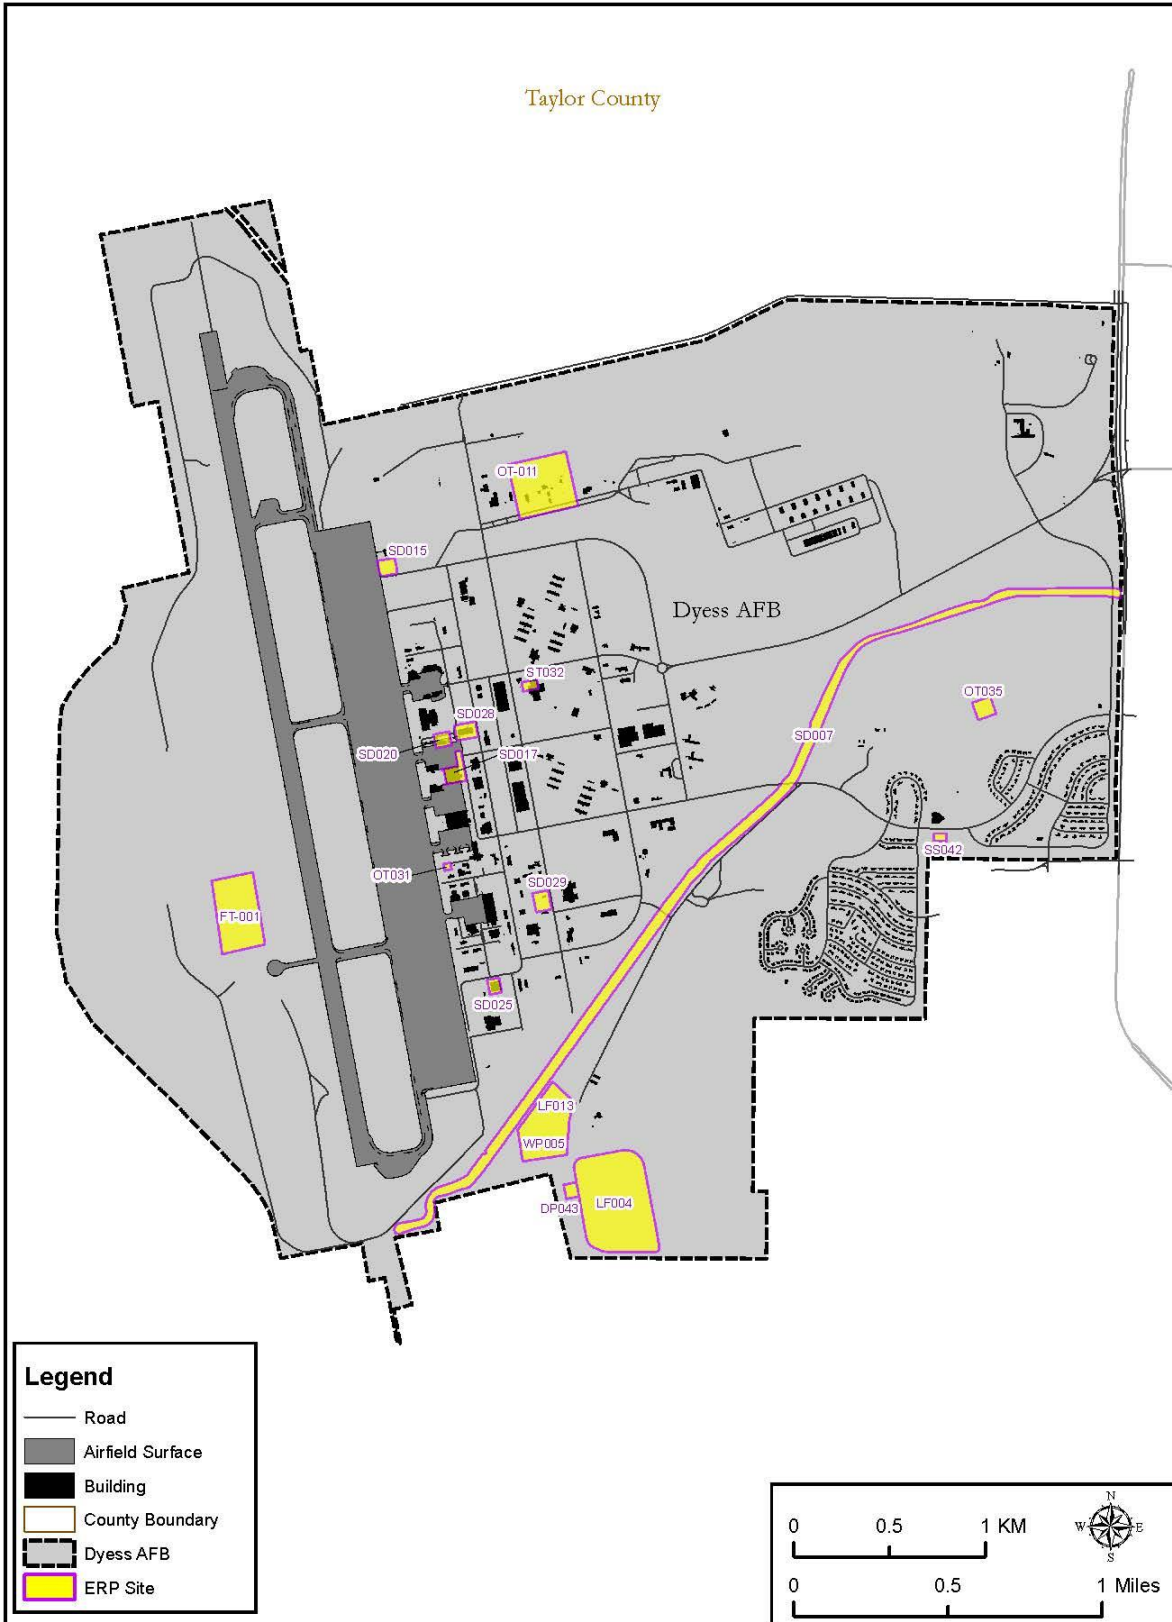 Taylor County
OT-011
SD015
Dyess AFB
ST032
OT035
SD028
SD007
SD020
SD017
SS042
OT031
SD029
FT-001
SD025
LF013
WP005
DP043
LF004
Legend
Road
Airfield Surface
Building
County Boundary
Dyess AFB
ERP Site
N
W
E
S
0
0.5
1 KM
0
0.5
1 Miles